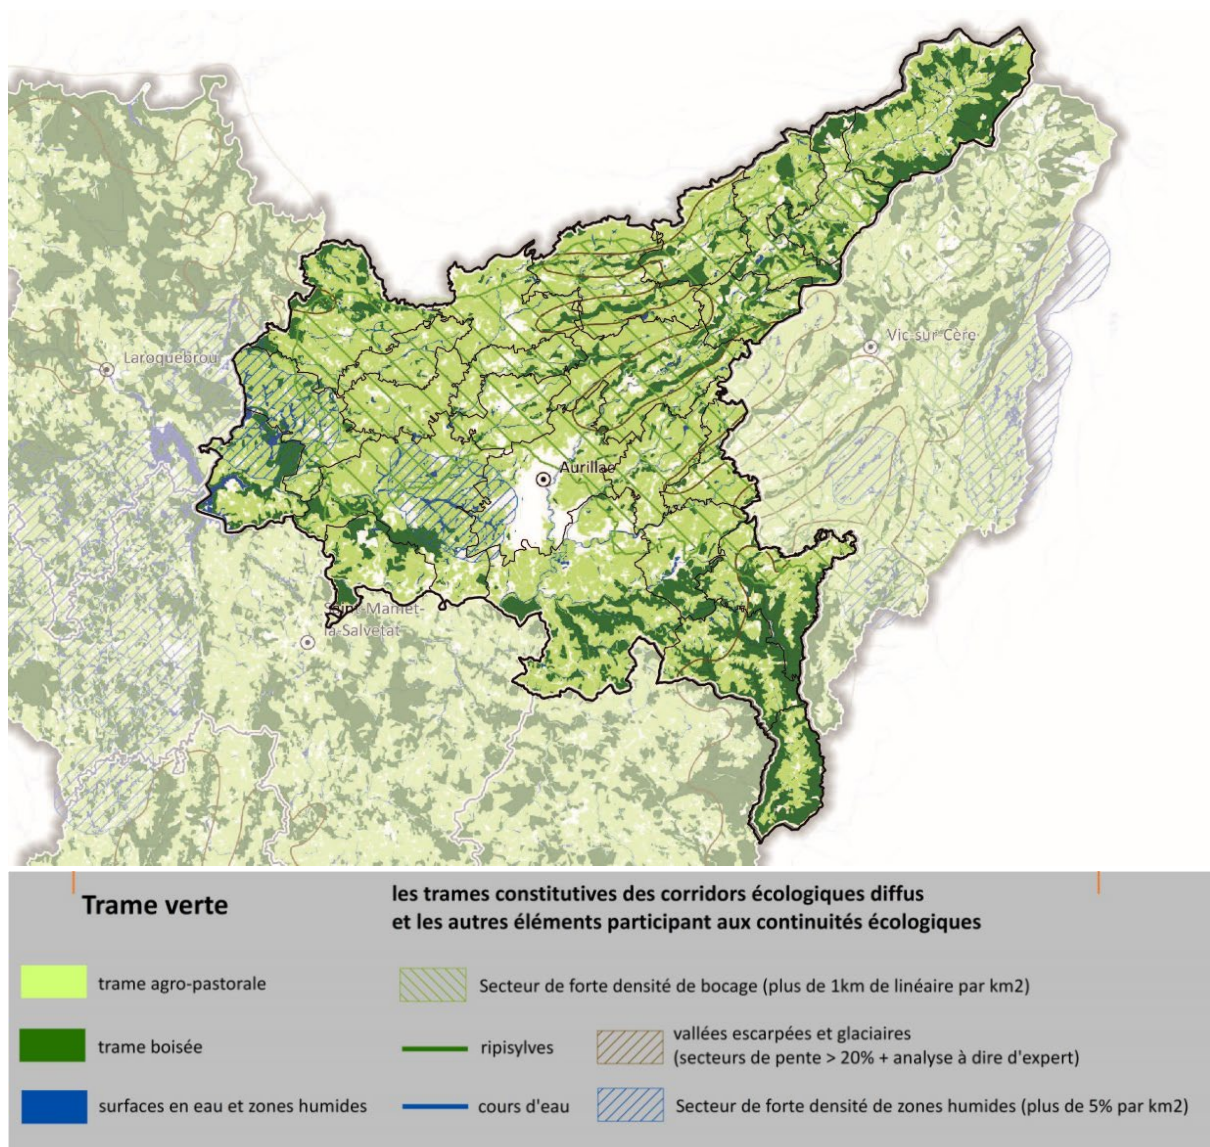 Laroquebrou
Vic-sur-Cère
Aurillac
Saint-Mamet-
la-Salvetat
Trame verte
les trames constitutives des corridors écologiques diffus
et les autres éléments participant aux continuités écologiques
trame agro-pastorale
Secteur de forte densité de bocage (plus de 1km de linéaire par km2)
trame boisée
ripisylves
vallées escarpées et glaciaires
(secteurs de pente > 20% + analyse à dire d'expert)
surfaces en eau et zones humides
cours d'eau
Secteur de forte densité de zones humides (plus de 5% par km2)